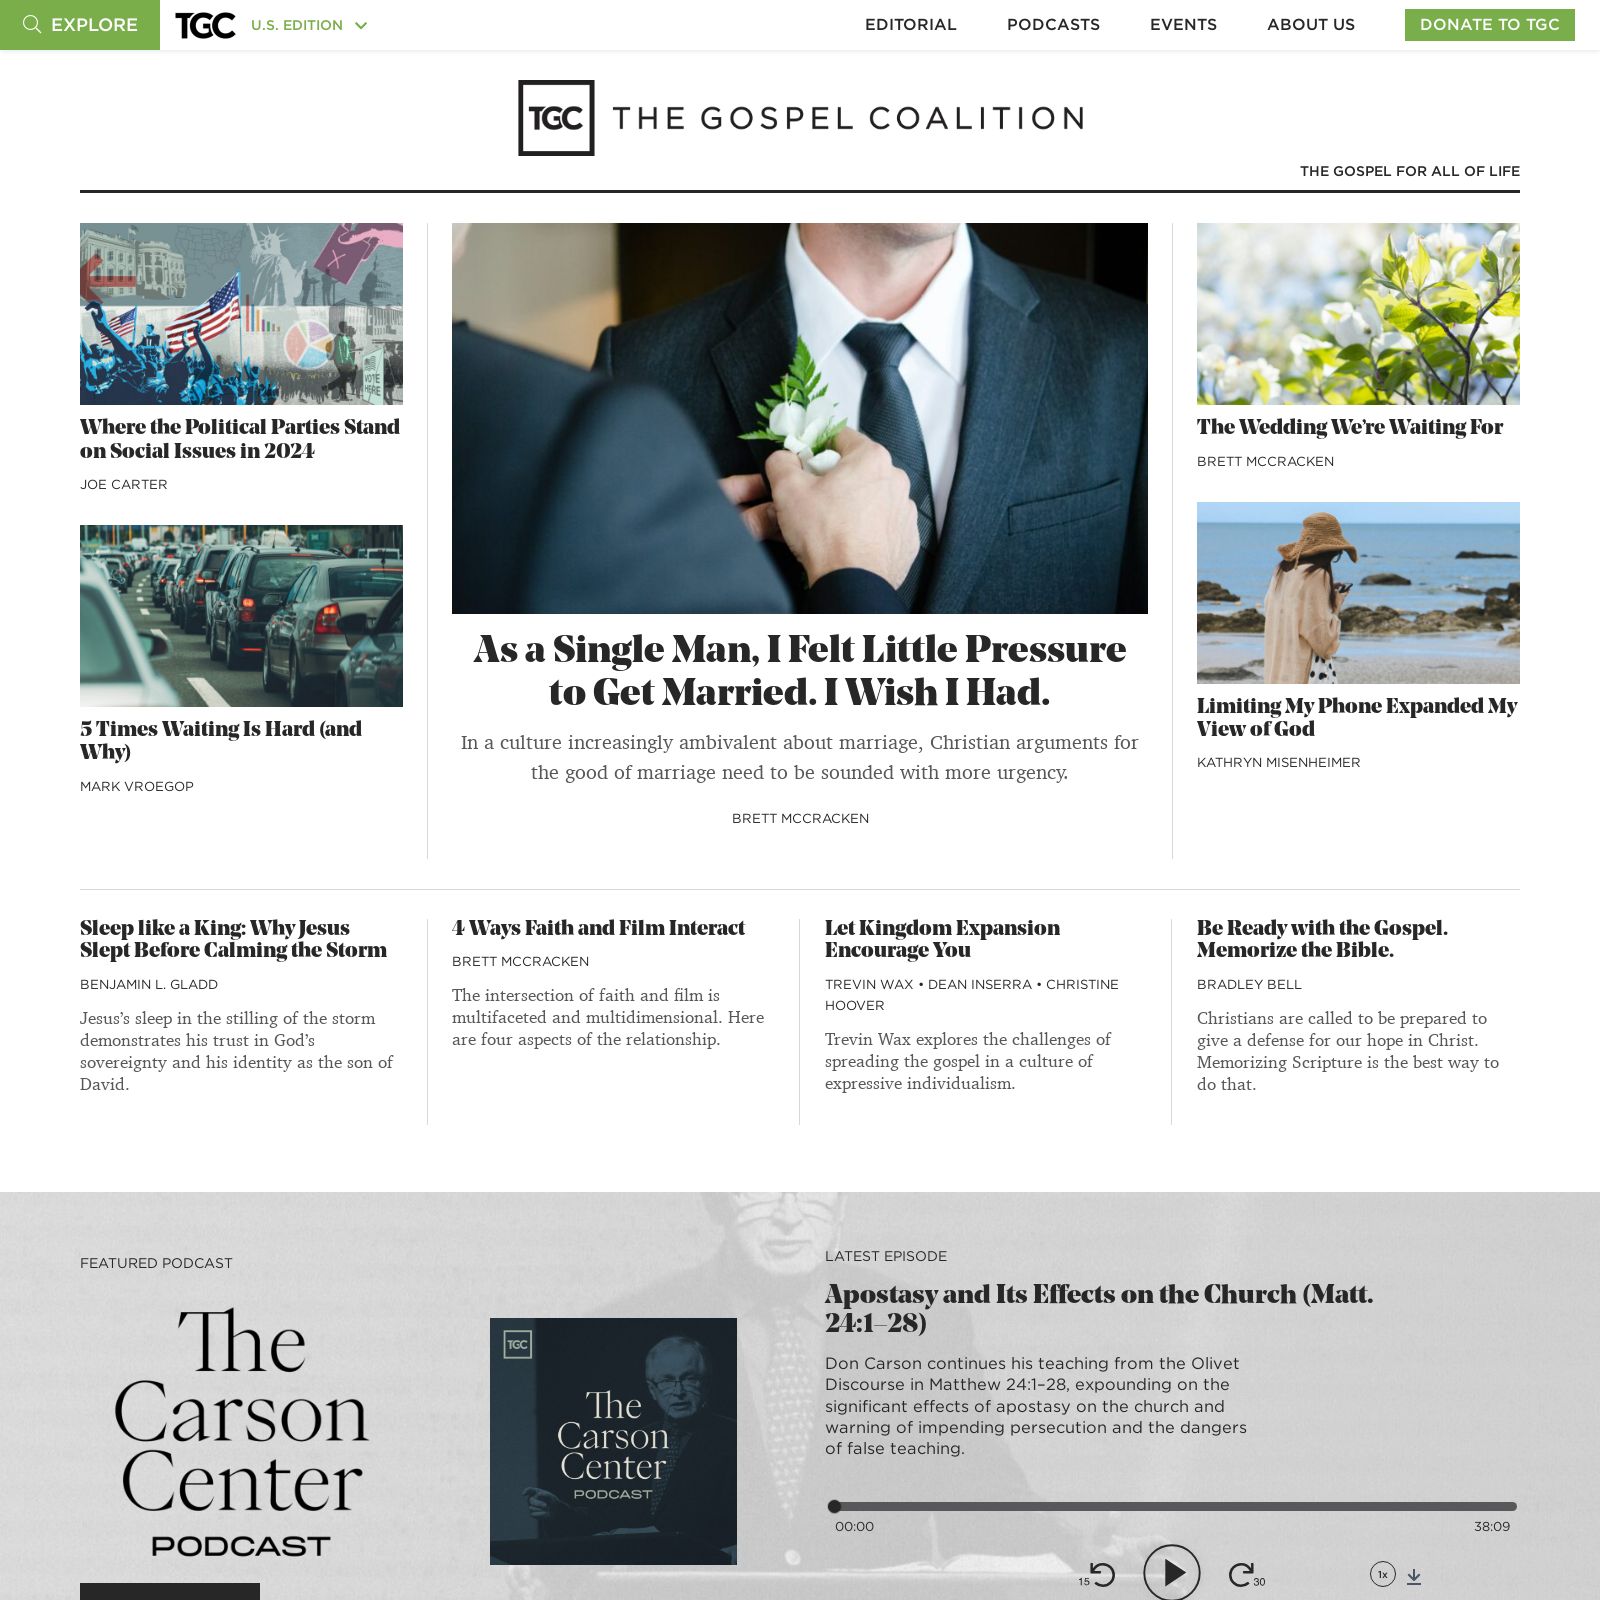 EXPLORE
TGC
U.S. EDITION
EDITORIAL
PODCASTS
EVENTS
ABOUT US
DONATE TO TGC
TGC THE GOSPEL COALITION
THE GOSPEL FOR ALL OF LIFE
VOTE
HERE
Where the Political Parties Stand
on Social Issues in 2024
JOE CARTER
5 Times Waiting Is Hard (and
Why)
MARK VROEGOP
As a Single Man, I Felt Little Pressure
to Get Married. I Wish I Had.
In a culture increasingly ambivalent about marriage, Christian arguments for
the good of marriage need to be sounded with more urgency.
BRETT MCCRACKEN
The Wedding We’re Waiting For
BRETT MCCRACKEN
Limiting My Phone Expanded My
View of God
KATHRYN MISENHEIMER
Sleep like a King: Why Jesus
Slept Before Calming the Storm
BENJAMIN L. GLADD
Jesus’s sleep in the stilling of the storm
demonstrates his trust in God’s
sovereignty and his identity as the son of
David.
4 Ways Faith and Film Interact
BRETT MCCRACKEN
The intersection of faith and film is
multifaceted and multidimensional. Here
are four aspects of the relationship.
Let Kingdom Expansion
Encourage You
TREVIN WAX • DEAN INSERRA • CHRISTINE
HOOVER
Trevin Wax explores the challenges of
spreading the gospel in a culture of
expressive individualism.
Be Ready with the Gospel.
Memorize the Bible.
BRADLEY BELL
Christians are called to be prepared to
give a defense for our hope in Christ.
Memorizing Scripture is the best way to
do that.
FEATURED PODCAST
The
Carson
Center
PODCAST
TGC
The
Carson
Center
PODCAST
LATEST EPISODE
Apostasy and Its Effects on the Church (Matt.
24:1–28)
Don Carson continues his teaching from the Olivet
Discourse in Matthew 24:1–28, expounding on the
significant effects of apostasy on the church and
warning of impending persecution and the dangers
of false teaching.
00:00
38:09
15
30
1x